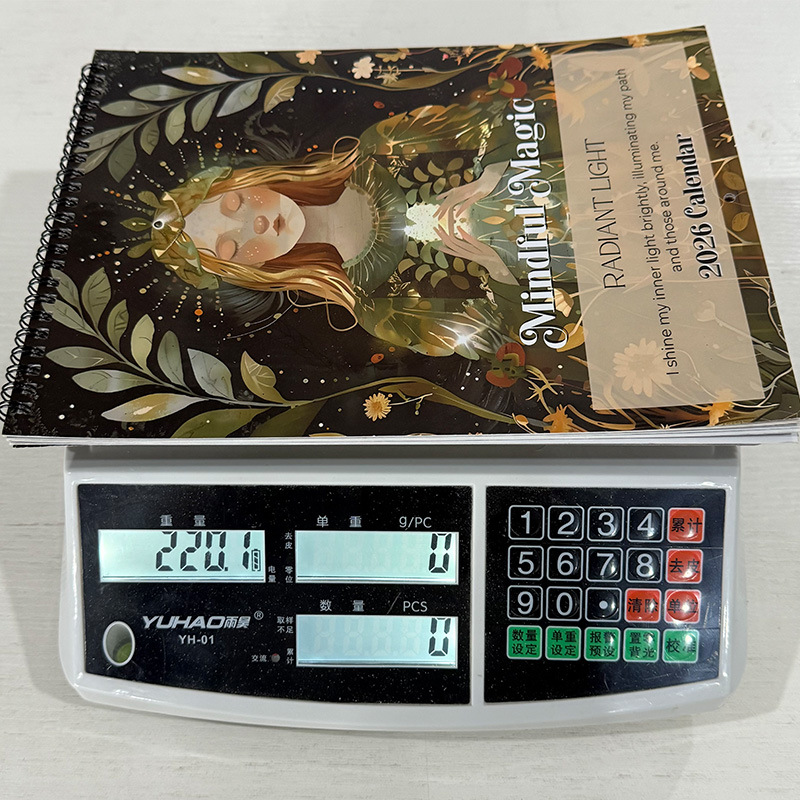 Mindful Magic
RADIANT LIGHT
I shine my inner light brightly, illuminating my path
and those around me.
2026 Calendar
重量
220.1
电量
去皮
零位
单重 g/PC
0
YUHAO雨昊®
YH-01
取样不足
数量 PCS
0
交流
累计
1 2 3 4 累计
5 6 7 8 去皮
9 0 • 清除 单位
数量设定 单重设定 报警预设 置零背光 校准